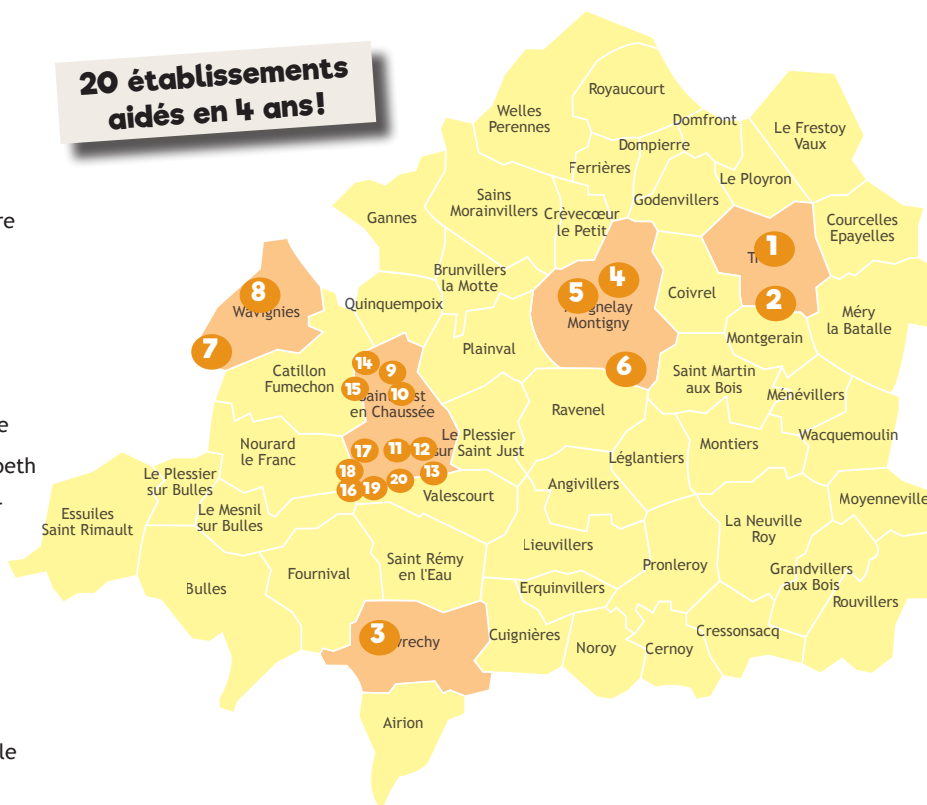 20 établissements
aidés en 4 ans!
re
e
beth
le
Royaucourt
Welles
Perennes
Domfront
Le Frestoy
Vaux
Dompierre
Ferrières
Le Ployron
Sains
Morainvillers
Godenvillers
Gannes
Crèvecœur
le Petit
Courcelles
Epayelles
1
Brunvillers
la Motte
4
5
8
Wavignies
Quinquempoix
Coivrel
2
Méry
la Batalle
Montigny
Montgerain
7
Plainval
14
9
6
Catillon
Fumechon
Saint Martin
aux Bois
15
10
en Chaussée
Ménévillers
Ravenel
Nourard
le Franc
17
11
12
Le Plessier
sur Saint Just
Montiers
Wacquemoulin
Léglantiers
18
13
Le Plessier
sur Bulles
16
19
20
Valescourt
Angivillers
Moyenneville
Essuiles
Saint Rimault
Le Mesnil
sur Bulles
La Neuville
Roy
Lieuvillers
Saint Rémy
en l'Eau
Pronleroy
Grandvillers
aux Bois
Fournival
Bulles
Erquinvillers
Rouvillers
3
Cuignières
Cressonsacq
Noroy
Cernoy
Airion